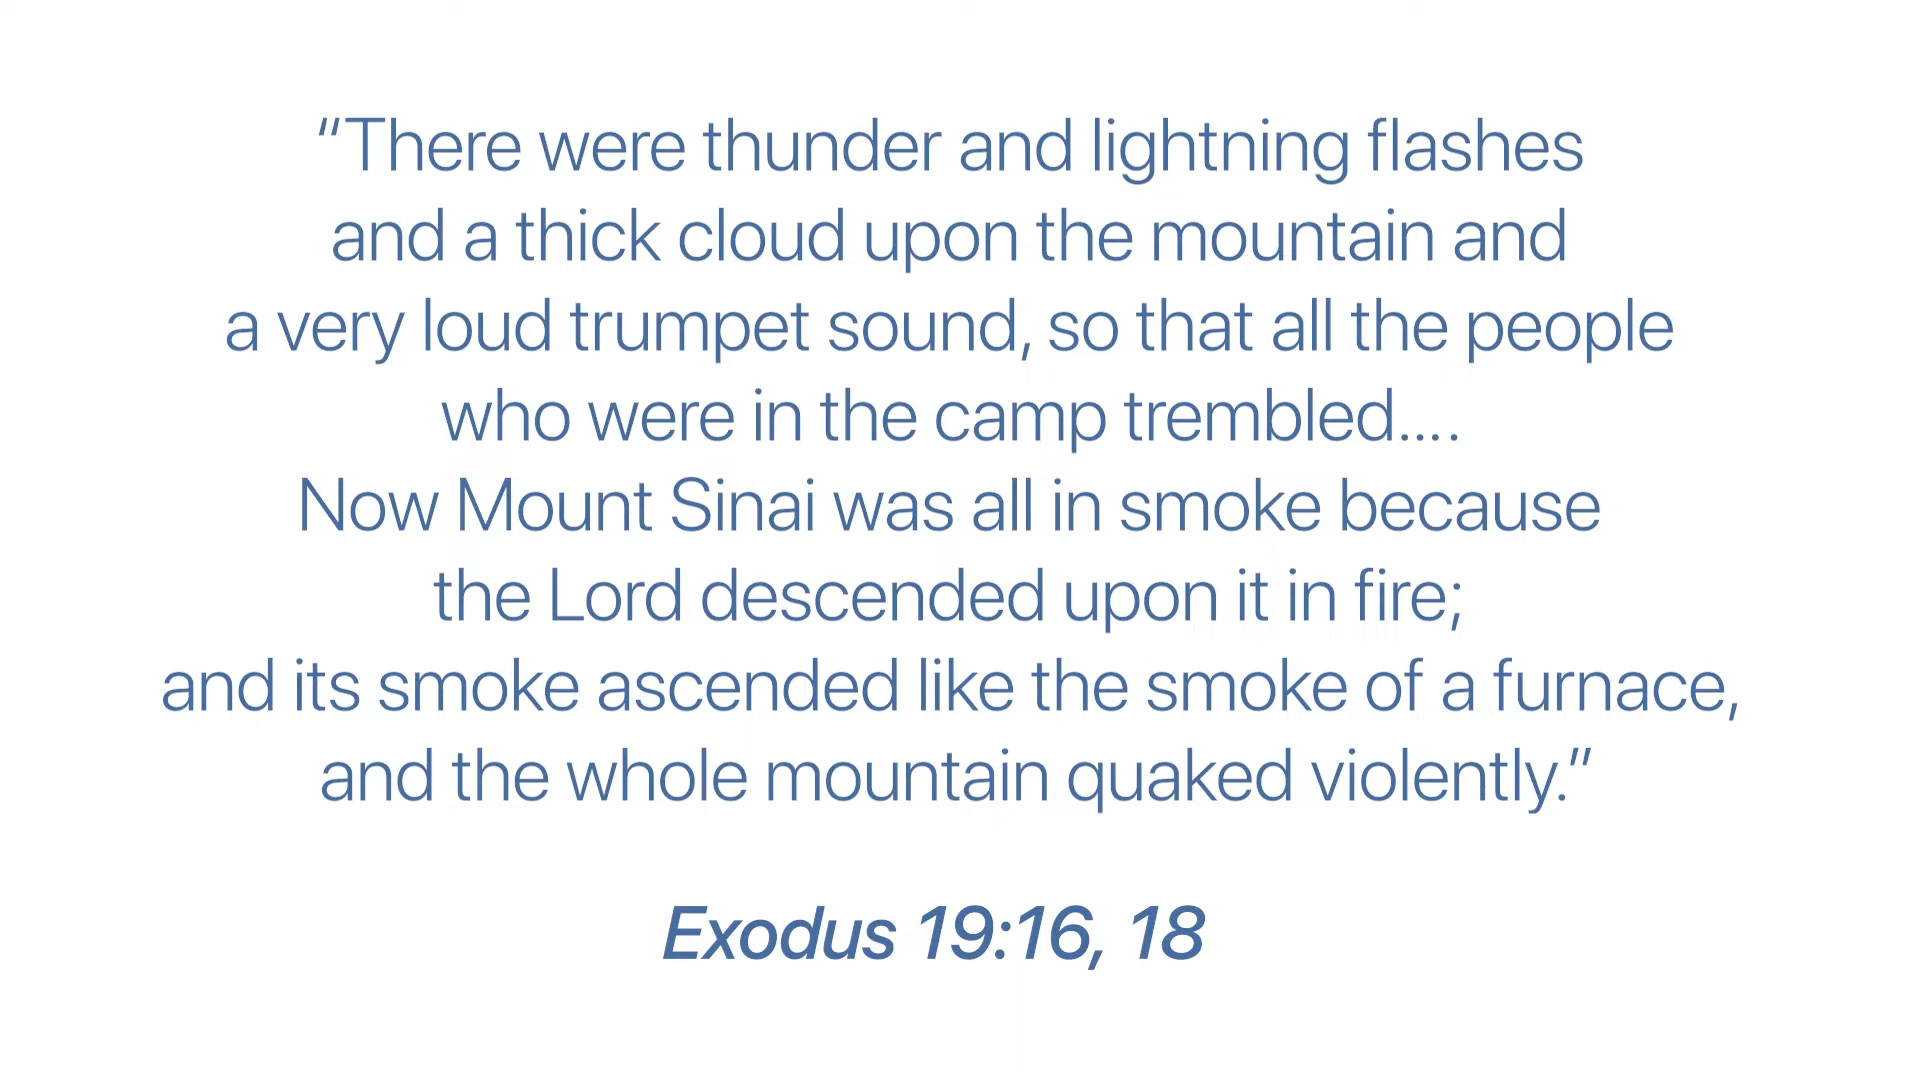 “There were thunder and lightning flashes
and a thick cloud upon the mountain and
a very loud trumpet sound, so that all the people
who were in the camp trembled….
Now Mount Sinai was all in smoke because
the Lord descended upon it in fire;
and its smoke ascended like the smoke of a furnace,
and the whole mountain quaked violently.”
Exodus 19:16, 18